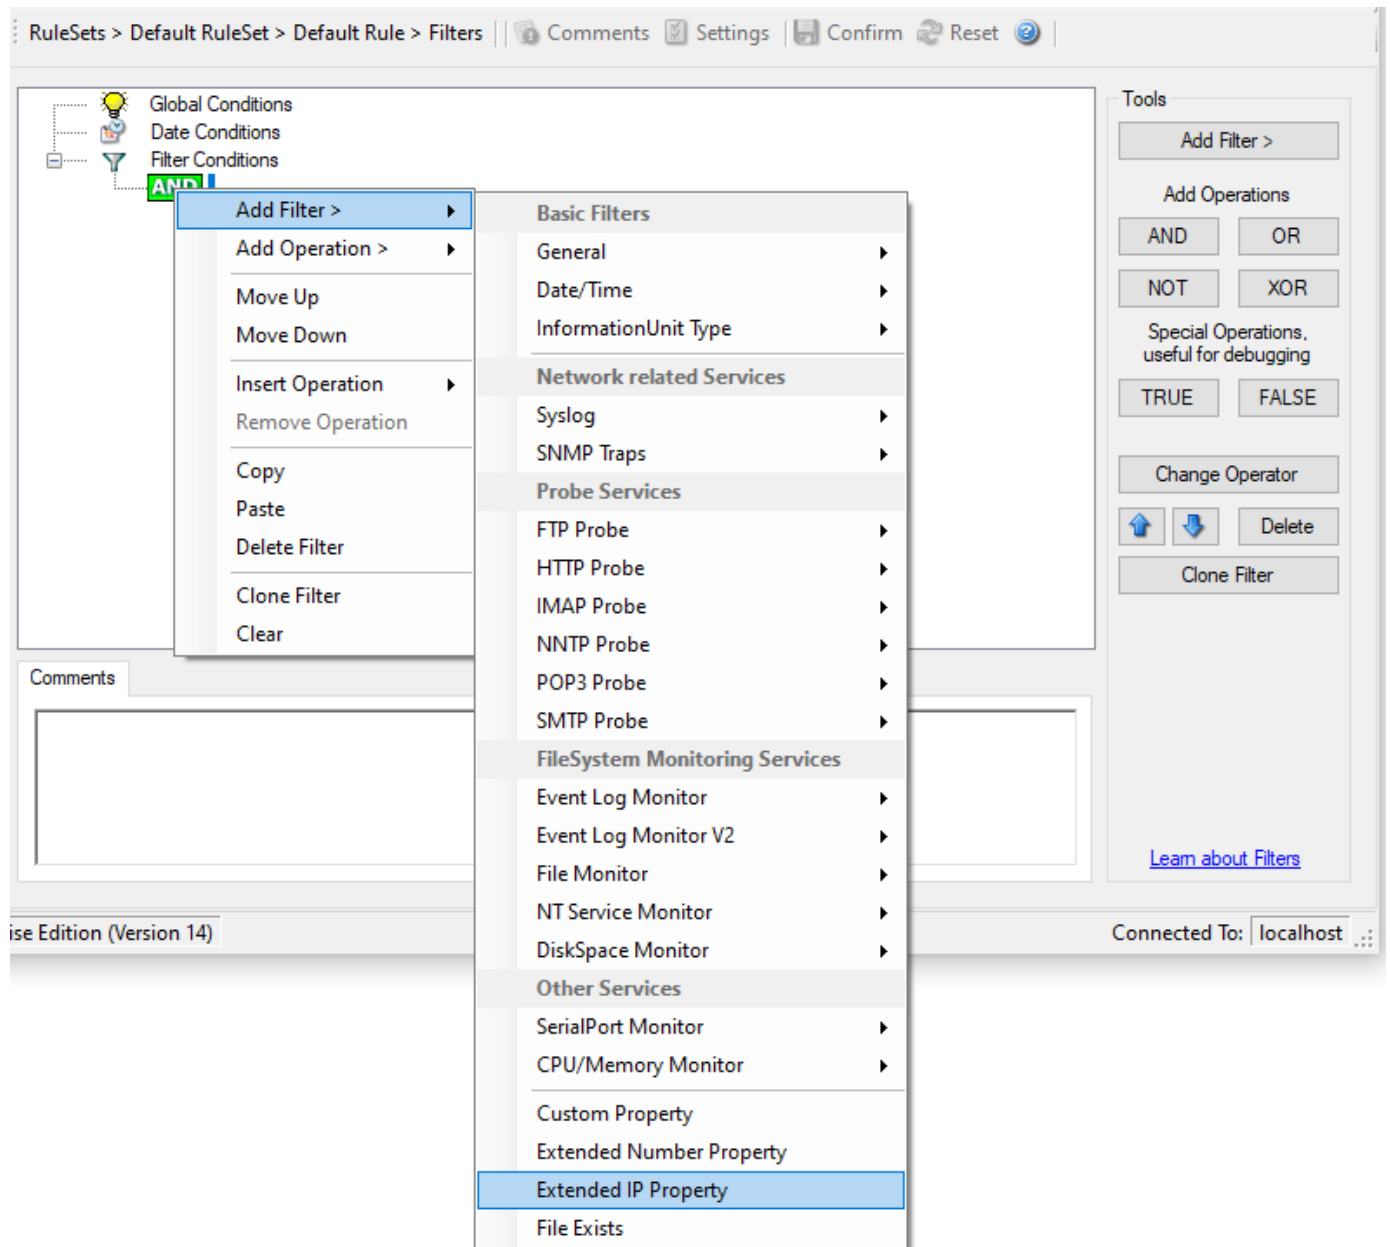 RuleSets > Default RuleSet > Default Rule > Filters Comments Settings Confirm Reset
Global Conditions
Date Conditions
Filter Conditions
AND
Add Filter >
Add Operation >
Move Up
Move Down
Insert Operation
Remove Operation
Copy
Paste
Delete Filter
Clone Filter
Clear
Basic Filters
General
Date/Time
InformationUnit Type
Network related Services
Syslog
SNMP Traps
Probe Services
FTP Probe
HTTP Probe
IMAP Probe
NNTP Probe
POP3 Probe
SMTP Probe
FileSystem Monitoring Services
Event Log Monitor
Event Log Monitor V2
File Monitor
NT Service Monitor
DiskSpace Monitor
Other Services
SerialPort Monitor
CPU/Memory Monitor
Custom Property
Extended Number Property
Extended IP Property
File Exists
Tools
Add Filter >
Add Operations
AND OR
NOT XOR
Special Operations,
useful for debugging
TRUE FALSE
Change Operator
Delete
Clone Filter
Learn about Filters
Comments
ise Edition (Version 14)
Connected To: localhost